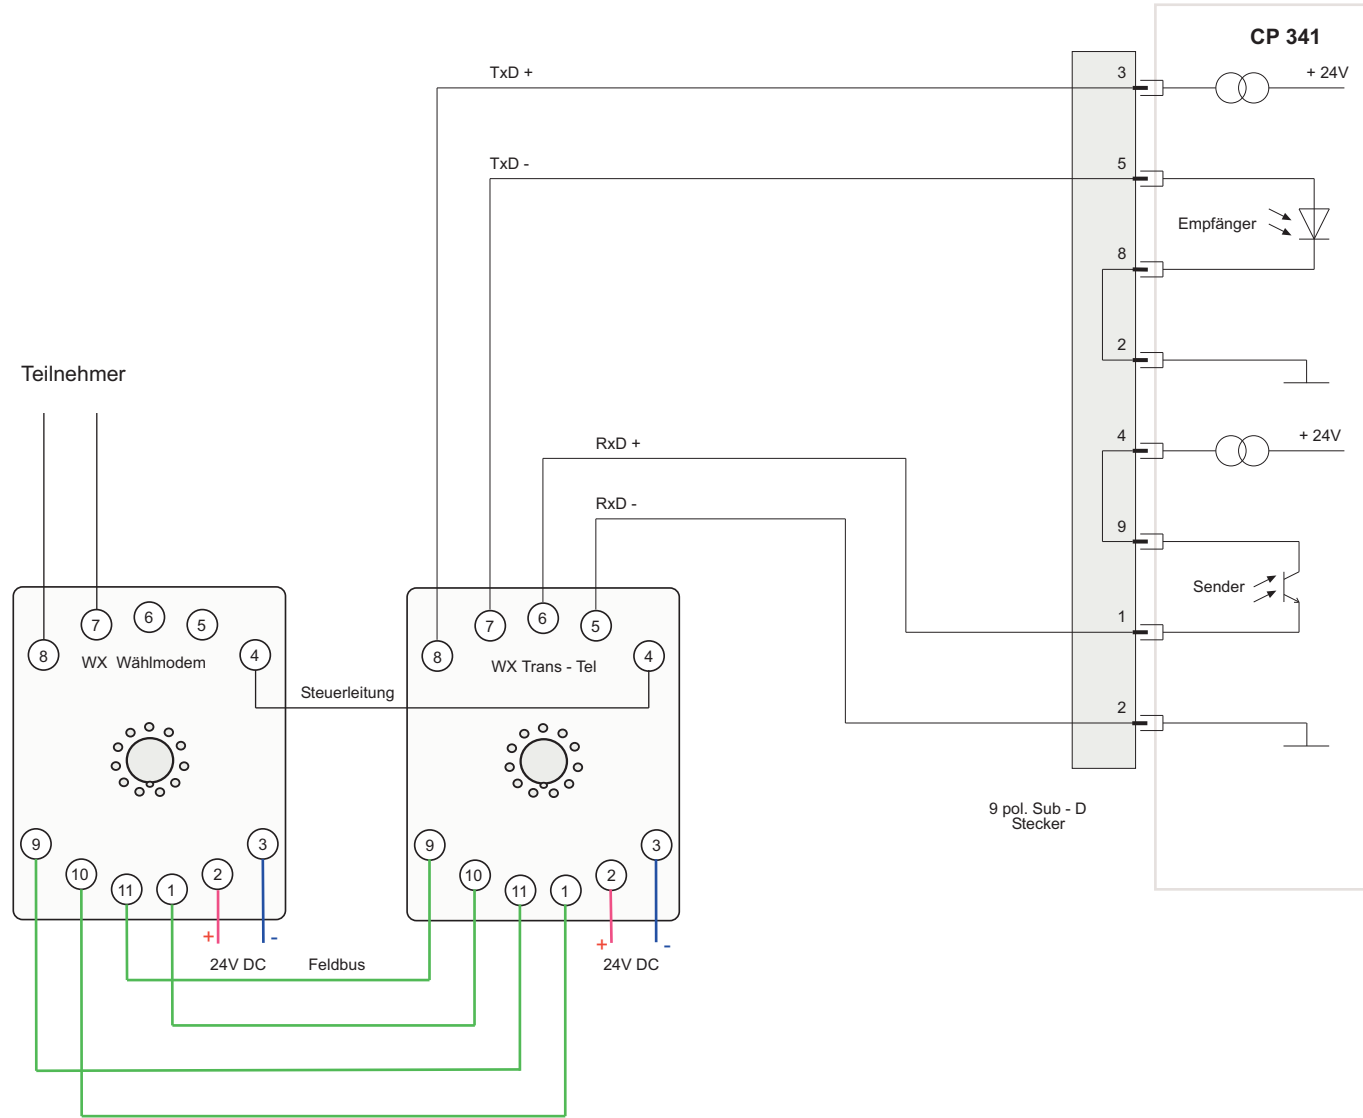 CP 341
TxD +
3
+ 24V
TxD -
5
Empfänger
8
2
Teilnehmer
4
+ 24V
RxD +
RxD -
9
Sender
1
2
6
7
5
8
4
WX Wählmodem
6
7
5
8
4
WX Trans - Tel
Steuerleitung
9 pol. Sub - D
Stecker
9
3
10
2
11
1
9
3
10
2
11
1
+
-
24V DC
Feldbus
+
-
24V DC